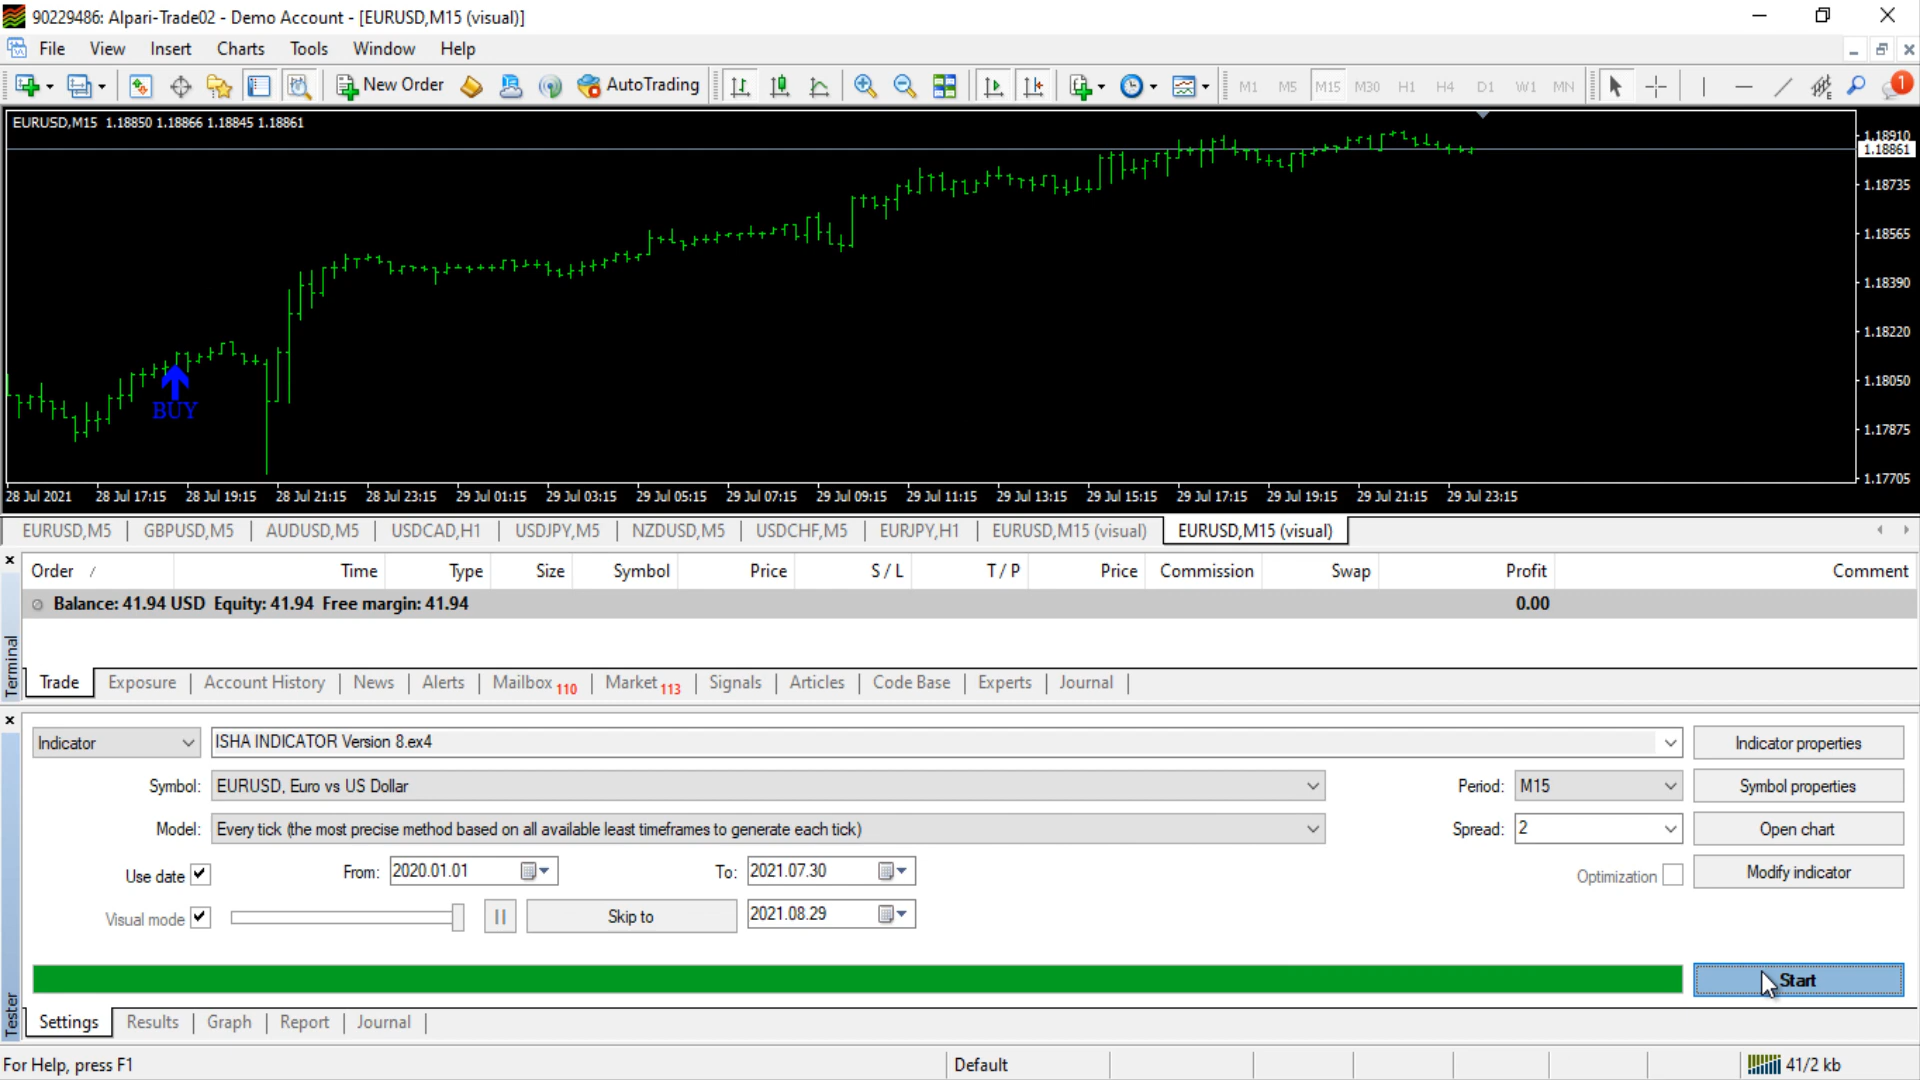 90229486: Alpari-Trade02 - Demo Account - [EURUSD,M15 (visual)]
File View Insert Charts Tools Window Help
New Order AutoTrading M1 M5 M15 M30 H1 H4 D1 W1 MN 1
EURUSD,M15 1.18850 1.18866 1.18845 1.18861
1.18910
1.18861
1.18735
1.18565
1.18390
1.18220
1.18050
1.17875
1.17705
BUY
28 Jul 2021 28 Jul 17:15 28 Jul 19:15 28 Jul 21:15 28 Jul 23:15 29 Jul 01:15 29 Jul 03:15 29 Jul 05:15 29 Jul 07:15 29 Jul 09:15 29 Jul 11:15 29 Jul 13:15 29 Jul 15:15 29 Jul 17:15 29 Jul 19:15 29 Jul 21:15 29 Jul 23:15
EURUSD,M5 GBPUSD,M5 AUDUSD,M5 USDCAD,H1 USDJPY,M5 NZDUSD,M5 USDCHF,M5 EURJPY,H1 EURUSD,M15 (visual) EURUSD,M15 (visual)
Order / Time Type Size Symbol Price S / L T / P Price Commission Swap Profit Comment
Balance: 41.94 USD Equity: 41.94 Free margin: 41.94 0.00
Terminal
Trade Exposure Account History News Alerts Mailbox 110 Market 113 Signals Articles Code Base Experts Journal
Indicator ISHA INDICATOR Version 8.ex4 Indicator properties
Symbol: EURUSD, Euro vs US Dollar Period: M15 Symbol properties
Model: Every tick (the most precise method based on all available least timeframes to generate each tick) Spread: 2 Open chart
Use date From: 2020.01.01 To: 2021.07.30 Optimization Modify indicator
Visual mode Skip to 2021.08.29
Start
Tester
Settings Results Graph Report Journal
For Help, press F1 Default 41/2 kb